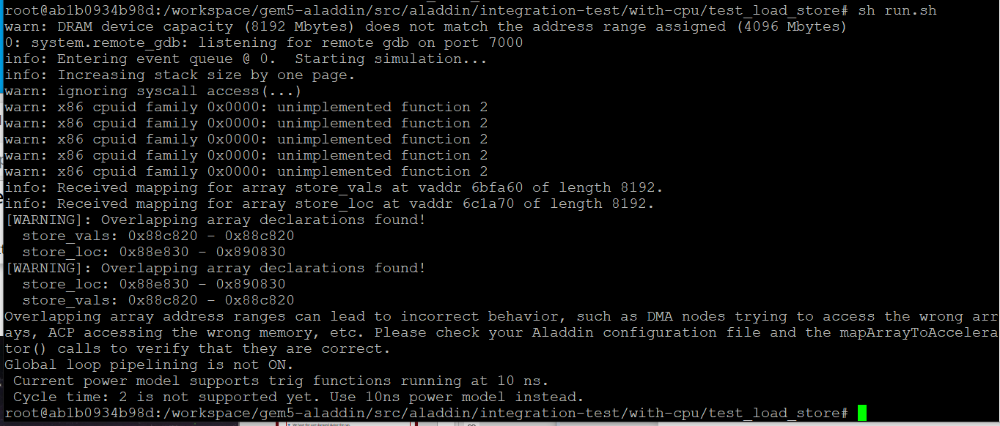 root@ab1b0934b98d:/workspace/gem5-aladdin/src/aladdin/integration-test/with-cpu/test_load_store# sh run.sh
warn: DRAM device capacity (8192 Mbytes) does not match the address range assigned (4096 Mbytes)
0: system.remote_gdb: listening for remote gdb on port 7000
info: Entering event queue @ 0.  Starting simulation...
info: Increasing stack size by one page.
warn: ignoring syscall access(...)
warn: x86 cpuid family 0x0000: unimplemented function 2
warn: x86 cpuid family 0x0000: unimplemented function 2
warn: x86 cpuid family 0x0000: unimplemented function 2
warn: x86 cpuid family 0x0000: unimplemented function 2
warn: x86 cpuid family 0x0000: unimplemented function 2
info: Received mapping for array store_vals at vaddr 6bfa60 of length 8192.
info: Received mapping for array store_loc at vaddr 6c1a70 of length 8192.
[WARNING]: Overlapping array declarations found!
  store_vals: 0x88c820 - 0x88c820
  store_loc: 0x88e830 - 0x890830
[WARNING]: Overlapping array declarations found!
  store_loc: 0x88e830 - 0x890830
  store_vals: 0x88c820 - 0x88c820
Overlapping array address ranges can lead to incorrect behavior, such as DMA nodes trying to access the wrong arr
ays, ACP accessing the wrong memory, etc. Please check your Aladdin configuration file and the mapArrayToAccelera
tor() calls to verify that they are correct.
Global loop pipelining is not ON.
 Current power model supports trig functions running at 10 ns.
 Cycle time: 2 is not supported yet. Use 10ns power model instead.
root@ab1b0934b98d:/workspace/gem5-aladdin/src/aladdin/integration-test/with-cpu/test_load_store#